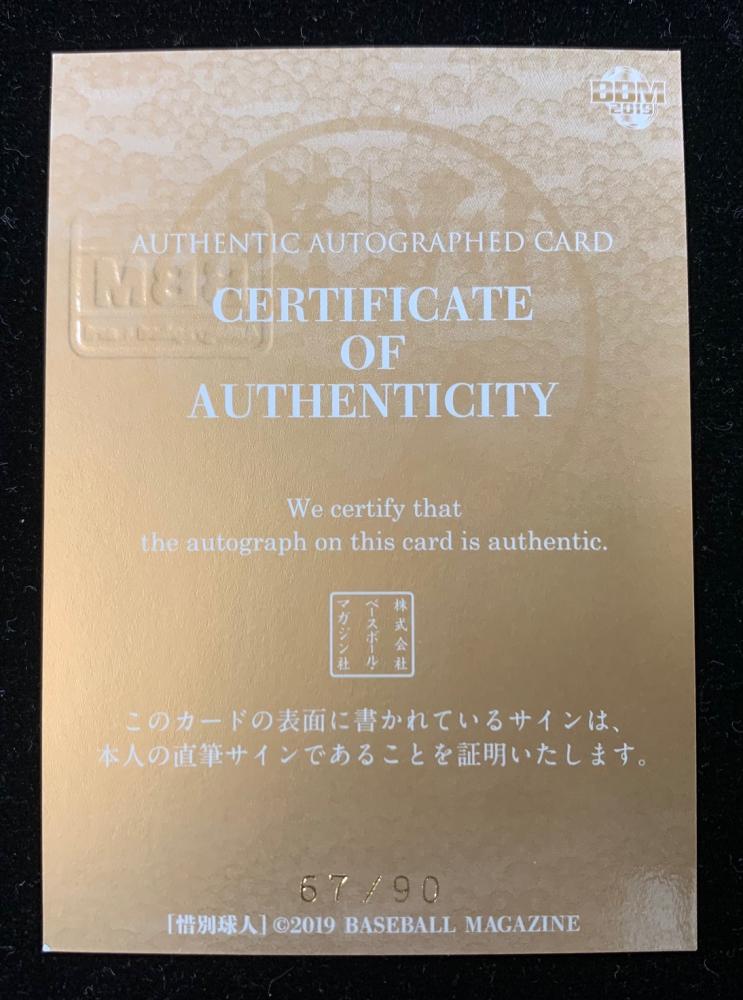 BBM
2019
AUTHENTIC AUTOGRAPHED CARD
CERTIFICATE
OF
AUTHENTICITY
We certify that
the autograph on this card is authentic.
株式会社
ベースボール・
マガジン社
このカードの表面に書かれているサインは、
本人の直筆サインであることを証明いたします。
67/90
[惜別球人]©2019 BASEBALL MAGAZINE